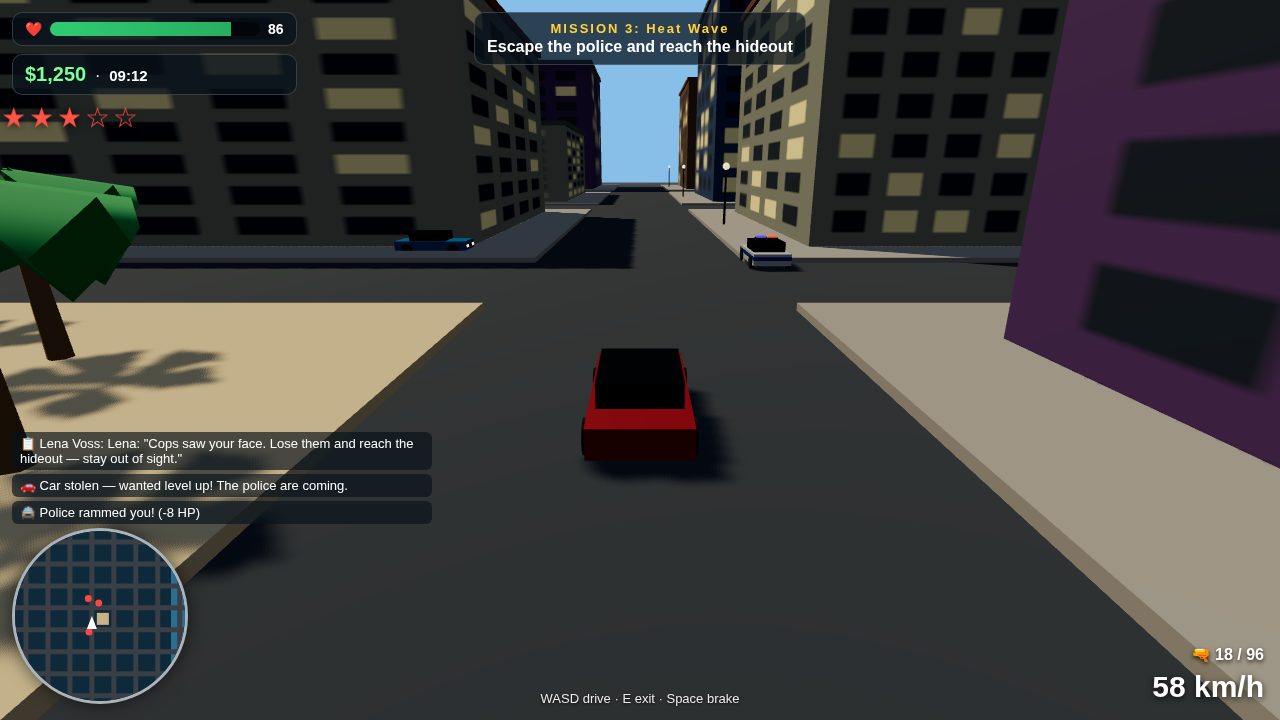 ❤️ 86
$1,250 · 09:12
★★★☆☆
MISSION 3: Heat Wave
Escape the police and reach the hideout
📋 Lena Voss: Lena: "Cops saw your face. Lose them and reach the
hideout — stay out of sight."
🚗 Car stolen — wanted level up! The police are coming.
🚔 Police rammed you! (-8 HP)
WASD drive · E exit · Space brake
🔫 18 / 96
58 km/h